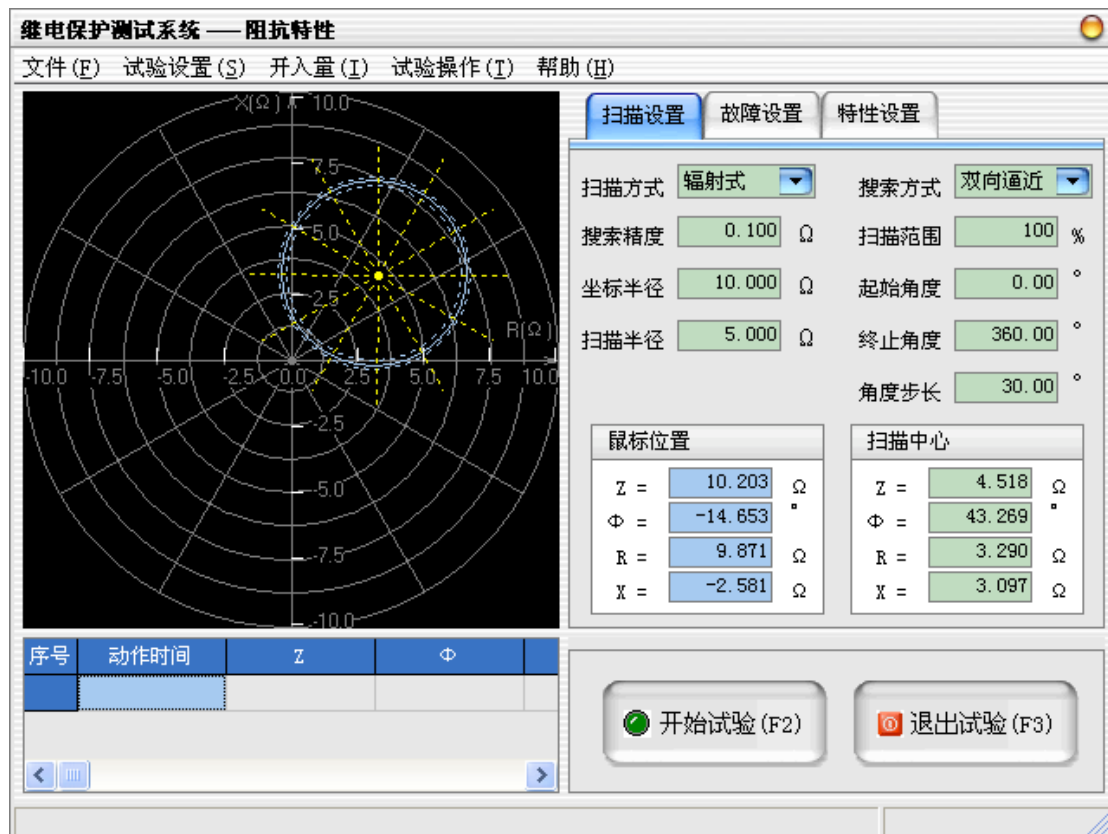 继电保护测试系统 —— 阻抗特性
文件(F) 试验设置(S) 开入量(I) 试验操作(T) 帮助(H)
X(Ω) 10.0
7.5
5.0
2.5
R(Ω)
-10.0 -7.5 -5.0 -2.5 0.0 2.5 5.0 7.5 10.0
-2.5
-5.0
-7.5
-10.0
扫描设置 故障设置 特性设置
扫描方式 辐射式 搜索方式 双向逼近
搜索精度 0.100 Ω 扫描范围 100 %
坐标半径 10.000 Ω 起始角度 0.00 °
扫描半径 5.000 Ω 终止角度 360.00 °
角度步长 30.00 °
鼠标位置
Z = 10.203 Ω
Φ = -14.653 °
R = 9.871 Ω
X = -2.581 Ω
扫描中心
Z = 4.518 Ω
Φ = 43.269 °
R = 3.290 Ω
X = 3.097 Ω
序号 动作时间 Z Φ
开始试验(F2) 退出试验(F3)